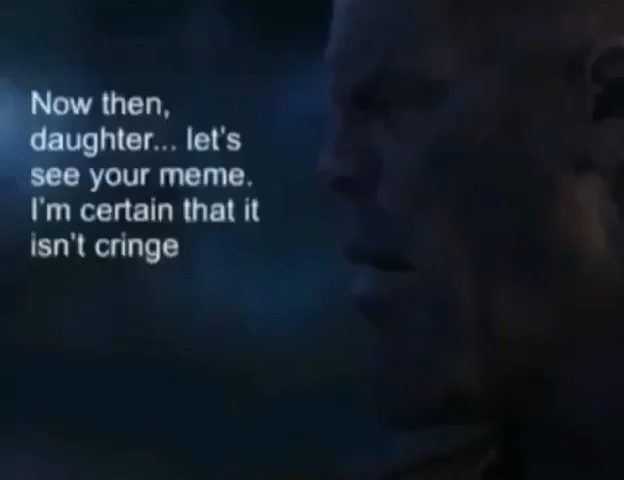 Now then,
daughter... let's
see your meme.
I'm certain that it
isn't cringe